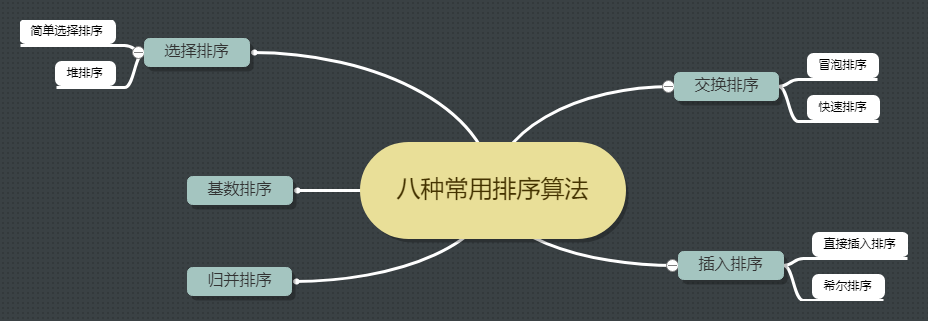 简单选择排序
选择排序
堆排序
冒泡排序
交换排序
快速排序
八种常用排序算法
基数排序
归并排序
直接插入排序
插入排序
希尔排序